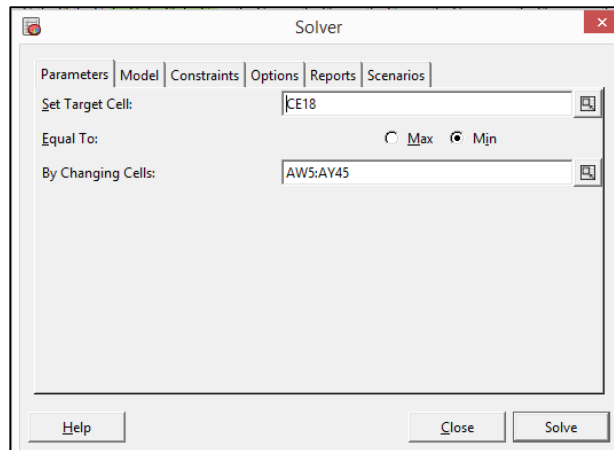 Solver
Parameters Model Constraints Options Reports Scenarios
Set Target Cell: CE18
Equal To: Max Min
By Changing Cells: AW5:AY45
Help Close Solve